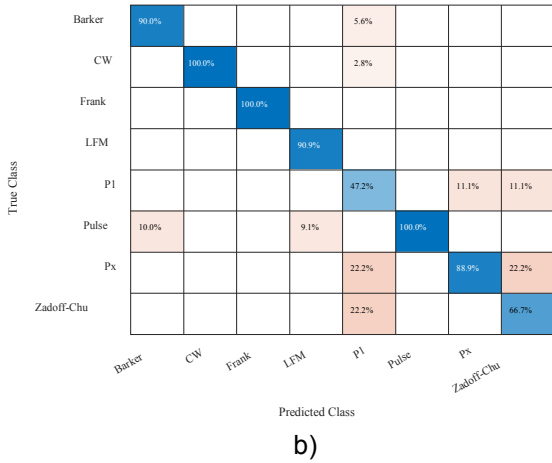 Barker 90.0% 5.6%
CW 100.0% 2.8%
Frank 100.0%
LFM 90.9%
P1 47.2% 11.1% 11.1%
Pulse 10.0% 9.1% 100.0%
Px 22.2% 88.9% 22.2%
Zadoff-Chu 22.2% 66.7%
True Class
Barker CW Frank LFM P1 Pulse Px Zadoff-Chu
Predicted Class
b)